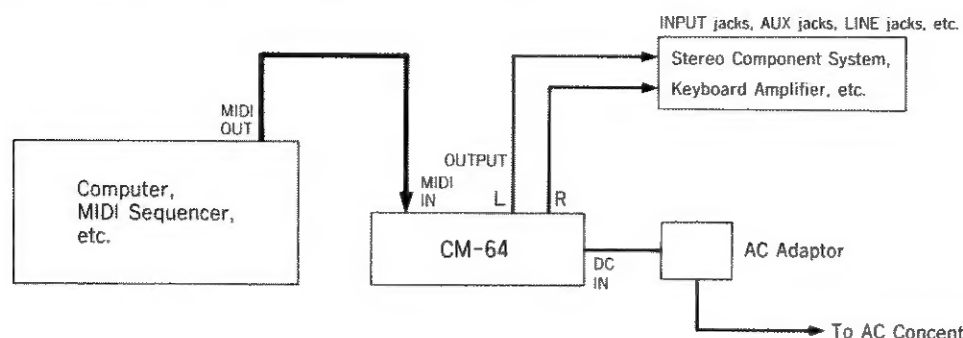 INPUT jacks, AUX jacks, LINE jacks, etc.
Stereo Component System,
Keyboard Amplifier, etc.
MIDI
OUT
Computer,
MIDI Sequencer,
etc.
OUTPUT
MIDI
IN
L
R
CM-64
DC
IN
AC Adaptor
To AC Concent